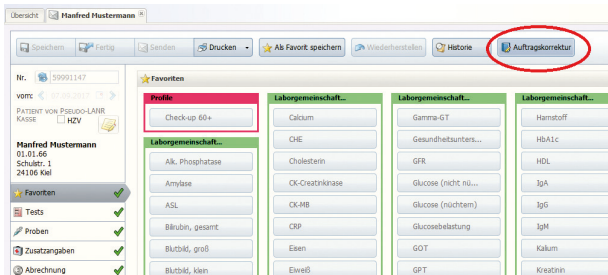 Übersicht Manfred Mustermann
Speichern Fertig Senden Drucken Als Favorit speichern Wiederherstellen Historie Auftragskorrektur
Nr. 59991147
vom:
PATIENT VON PSEUDO-LANR
KASSE HZV
Manfred Mustermann
01.01.66
Schulstr. 1
24106 Kiel
Favoriten
Tests
Proben
Zusatzangaben
Abrechnung
Favoriten
Profile
Check-up 60+
Laborgemeinschaft...
Alk. Phosphatase
Amylase
ASL
Bilirubin, gesamt
Blutbild, groß
Blutbild, klein
Laborgemeinschaft...
Calcium
CHE
Cholesterin
CK-Creatinkinase
CK-MB
CRP
Eisen
Eiweiß
Laborgemeinschaft...
Gamma-GT
Gesundheitsunters...
GFR
Glucose (nicht nü...
Glucose (nüchtern)
Glucosebelastung
GOT
GPT
Laborgemeinschaft...
Harnstoff
HbA1c
HDL
IgA
IgG
IgM
Kalium
Kreatinin